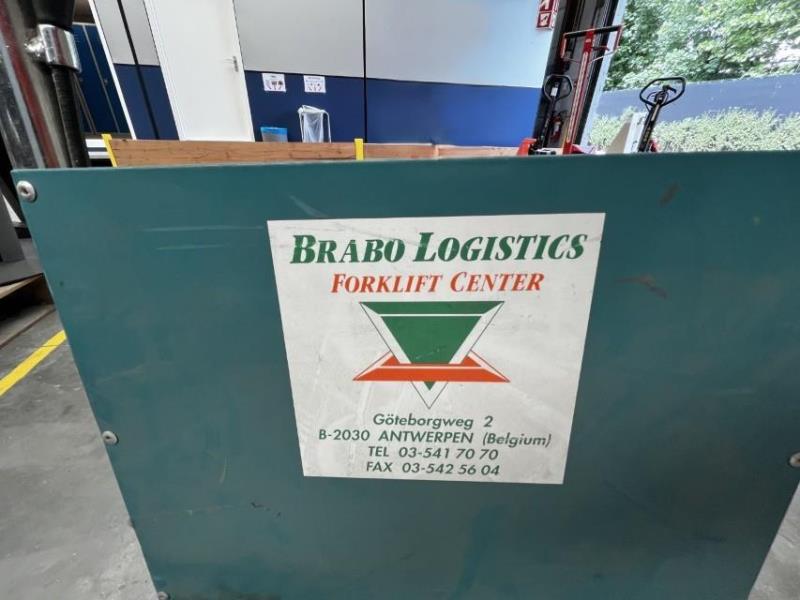 BRABO LOGISTICS
FORKLIFT CENTER
Göteborgweg 2
B-2030 ANTWERPEN (Belgium)
TEL 03-541 70 70
FAX 03-542 56 04